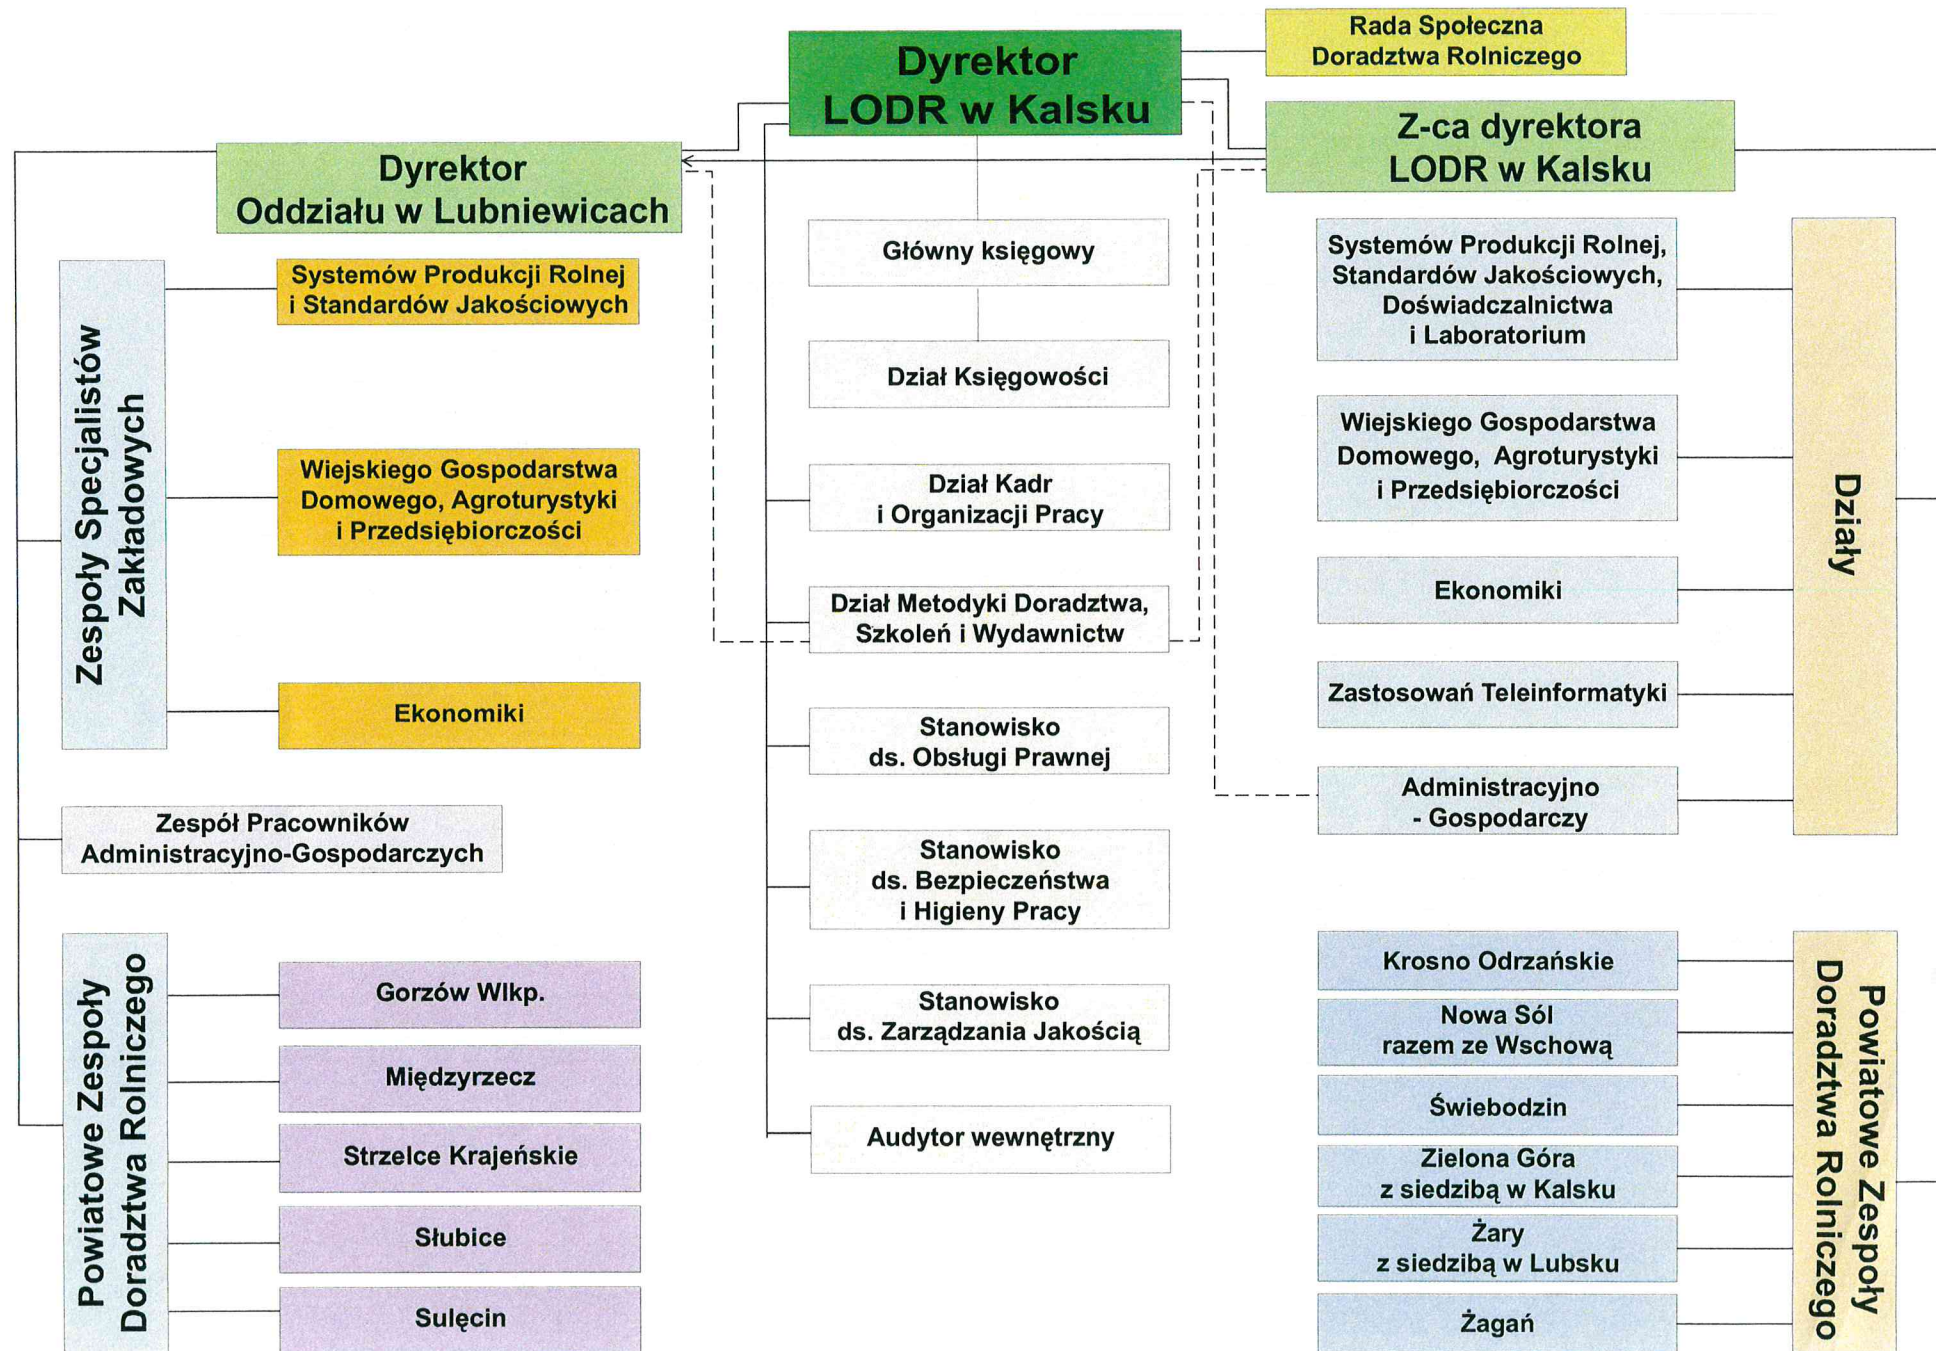 Rada Społeczna
Doradztwa Rolniczego
Dyrektor
LODR w Kalsku
Z-ca dyrektora
LODR w Kalsku
Dyrektor
Oddziału w Lubniewicach
Zespoły Specjalistów
Zakładowych
Systemów Produkcji Rolnej
i Standardów Jakościowych
Wiejskiego Gospodarstwa
Domowego, Agroturystyki
i Przedsiębiorczości
Ekonomiki
Zespół Pracowników
Administracyjno-Gospodarczych
Powiatowe Zespoły
Doradztwa Rolniczego
Gorzów Wlkp.
Międzyrzecz
Strzelce Krajeńskie
Słubice
Sulęcin
Główny księgowy
Dział Księgowości
Dział Kadr
i Organizacji Pracy
Dział Metodyki Doradztwa,
Szkoleń i Wydawnictw
Stanowisko
ds. Obsługi Prawnej
Stanowisko
ds. Bezpieczeństwa
i Higieny Pracy
Stanowisko
ds. Zarządzania Jakością
Audytor wewnętrzny
Systemów Produkcji Rolnej,
Standardów Jakościowych,
Doświadczalnictwa
i Laboratorium
Wiejskiego Gospodarstwa
Domowego, Agroturystyki
i Przedsiębiorczości
Ekonomiki
Zastosowań Teleinformatyki
Administracyjno
- Gospodarczy
Działy
Krosno Odrzańskie
Nowa Sól
razem ze Wschową
Świebodzin
Zielona Góra
z siedzibą w Kalsku
Żary
z siedzibą w Lubsku
Żagań
Powiatowe Zespoły
Doradztwa Rolniczego